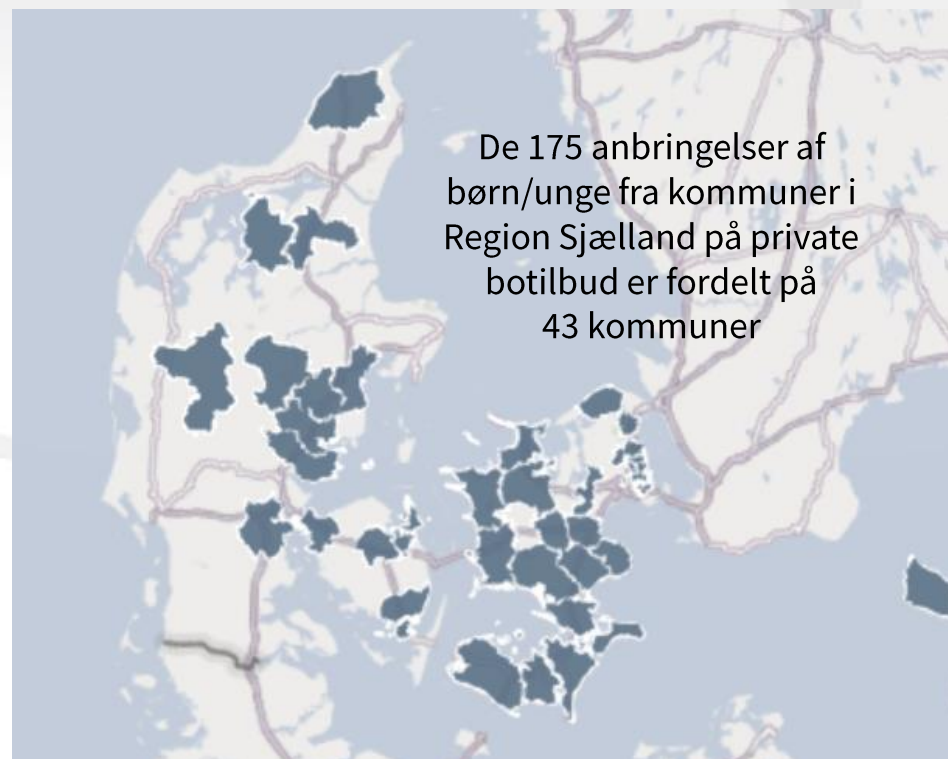 De 175 anbringelser af
børn/unge fra kommuner i
Region Sjælland på private
botilbud er fordelt på
43 kommuner